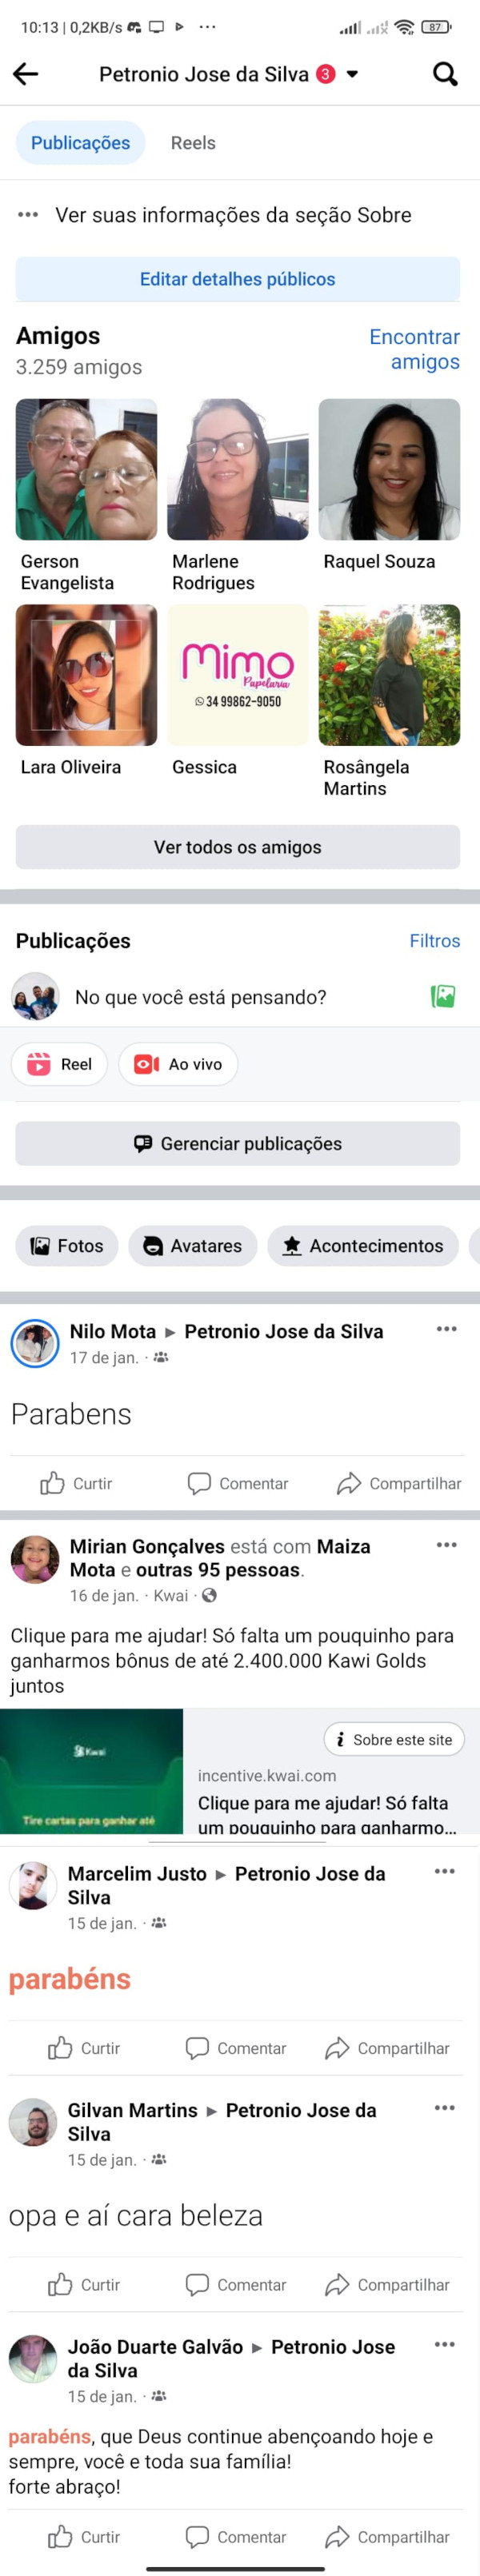 10:13 | 0,2KB/s
87
Petronio Jose da Silva 3
Publicações Reels
Ver suas informações da seção Sobre
Editar detalhes públicos
Amigos
3.259 amigos
Encontrar
amigos
Gerson
Evangelista
Marlene
Rodrigues
Raquel Souza
Mimo
Papelaria
34 99862-9050
Lara Oliveira
Gessica
Rosângela
Martins
Ver todos os amigos
Publicações
Filtros
No que você está pensando?
Reel
Ao vivo
Gerenciar publicações
Fotos
Avatares
Acontecimentos
Nilo Mota ▸ Petronio Jose da Silva
17 de jan. ·
Parabens
Curtir Comentar Compartilhar
Mirian Gonçalves está com Maiza
Mota e outras 95 pessoas.
16 de jan. · Kwai ·
Clique para me ajudar! Só falta um pouquinho para
ganharmos bônus de até 2.400.000 Kawi Golds
juntos
Kwai
Tire cartas para ganhar até
Sobre este site
incentive.kwai.com
Clique para me ajudar! Só falta
um pouquinho para ganharmo...
Marcelim Justo ▸ Petronio Jose da
Silva
15 de jan. ·
parabéns
Curtir Comentar Compartilhar
Gilvan Martins ▸ Petronio Jose da
Silva
15 de jan. ·
opa e aí cara beleza
Curtir Comentar Compartilhar
João Duarte Galvão ▸ Petronio Jose
da Silva
15 de jan. ·
parabéns, que Deus continue abençoando hoje e
sempre, você e toda sua família!
forte abraço!
Curtir Comentar Compartilhar